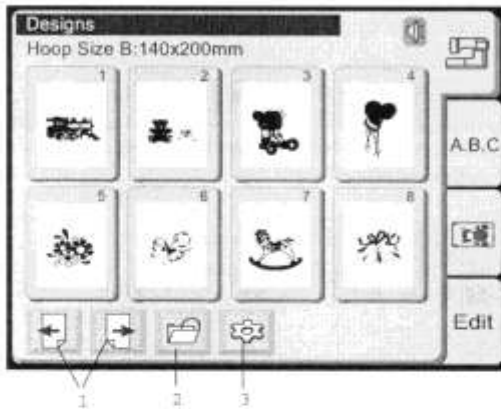 Designs
Hoop Size B:140x200mm
1 2 3 4
A.B.C
5 6 7 8
Edit
1 2 3